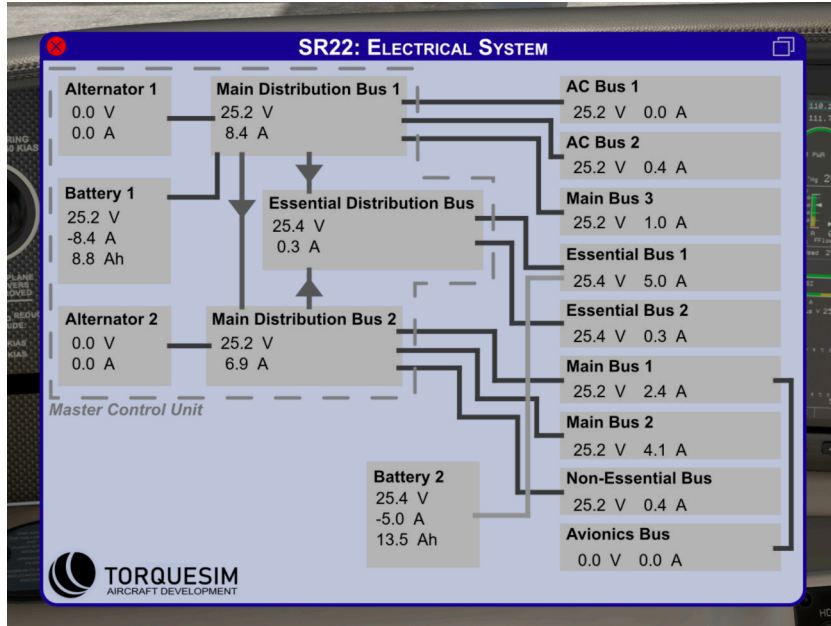 SR22: ELECTRICAL SYSTEM
Alternator 1
0.0 V
0.0 A
Battery 1
25.2 V
-8.4 A
8.8 Ah
Alternator 2
0.0 V
0.0 A
Main Distribution Bus 1
25.2 V
8.4 A
Essential Distribution Bus
25.4 V
0.3 A
Main Distribution Bus 2
25.2 V
6.9 A
Master Control Unit
Battery 2
25.4 V
-5.0 A
13.5 Ah
AC Bus 1
25.2 V 0.0 A
AC Bus 2
25.2 V 0.4 A
Main Bus 3
25.2 V 1.0 A
Essential Bus 1
25.4 V 5.0 A
Essential Bus 2
25.4 V 0.3 A
Main Bus 1
25.2 V 2.4 A
Main Bus 2
25.2 V 4.1 A
Non-Essential Bus
25.2 V 0.4 A
Avionics Bus
0.0 V 0.0 A
TORQUESIM
AIRCRAFT DEVELOPMENT